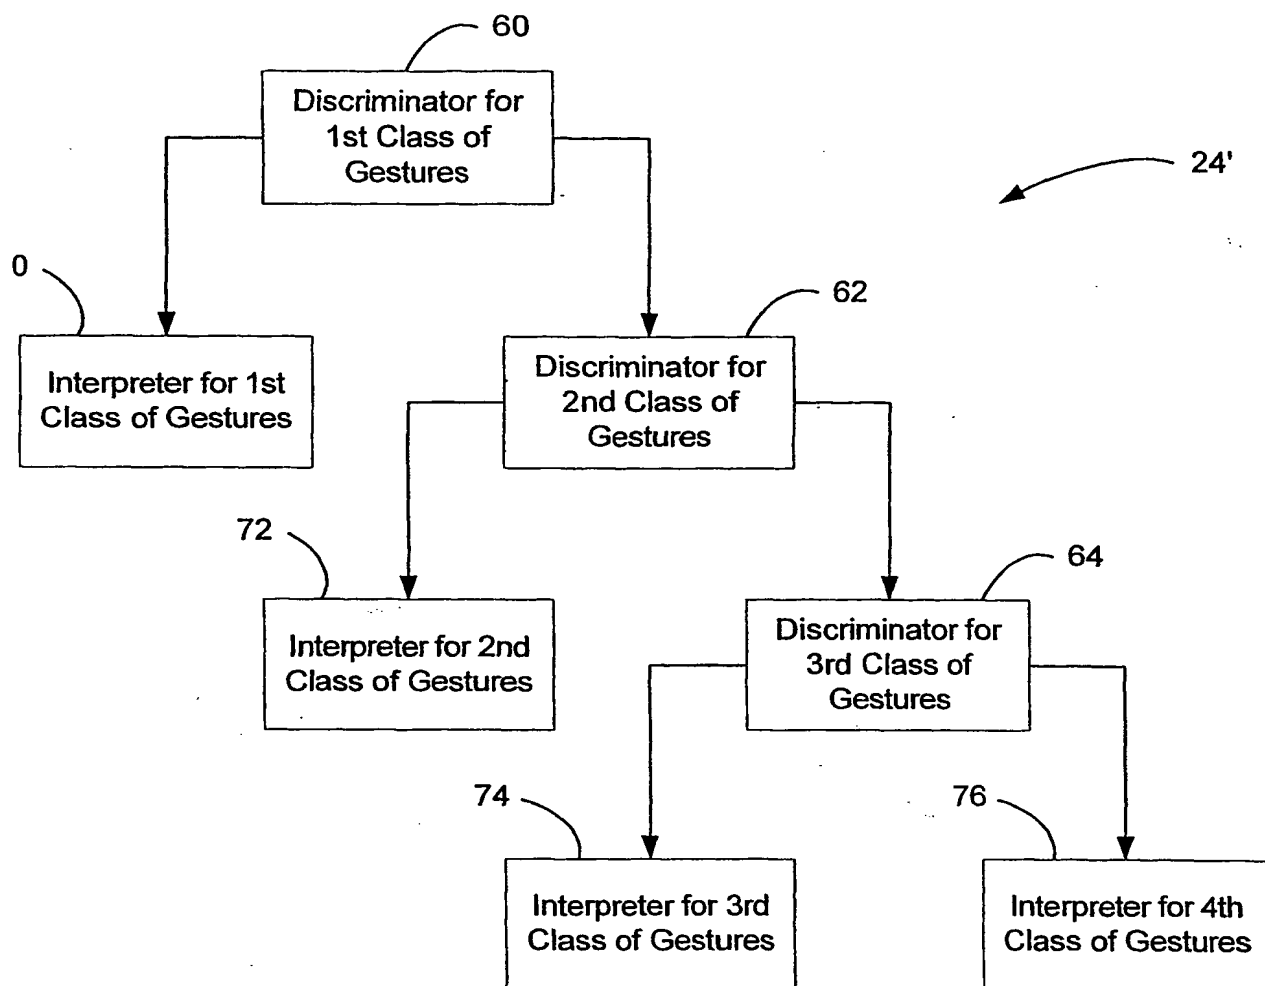 60
Discriminator for
1st Class of
Gestures
24'
0
Interpreter for 1st
Class of Gestures
62
Discriminator for
2nd Class of
Gestures
72
Interpreter for 2nd
Class of Gestures
64
Discriminator for
3rd Class of
Gestures
74
Interpreter for 3rd
Class of Gestures
76
Interpreter for 4th
Class of Gestures